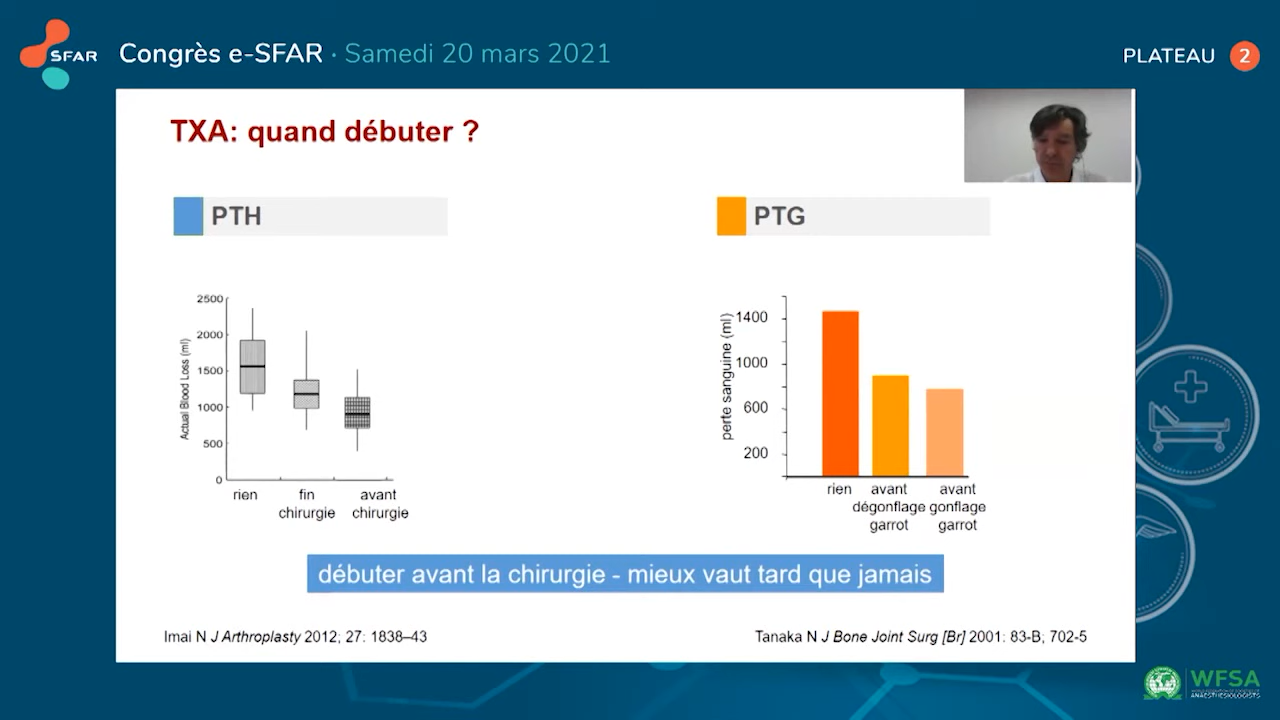 SFAR
Congrès e-SFAR · Samedi 20 mars 2021
PLATEAU 2
TXA: quand débuter ?
PTH
PTG
Actual Blood Loss (ml)
2500
2000
1500
1000
500
0
rien
fin
chirurgie
avant
chirurgie
perte sanguine (ml)
1400
1000
600
200
rien
avant
dégonflage
garrot
avant
gonflage
garrot
débuter avant la chirurgie - mieux vaut tard que jamais
Imai N J Arthroplasty 2012; 27: 1838–43
Tanaka N J Bone Joint Surg [Br] 2001: 83-B; 702-5
WFSA
ANAESTHESIOLOGISTS